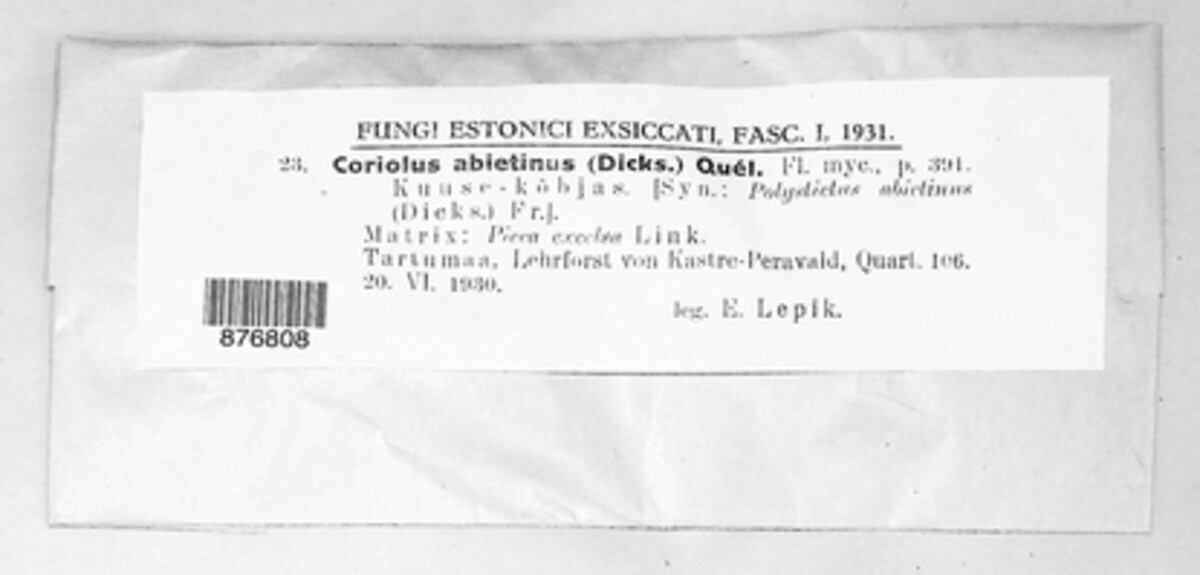 FUNGI ESTONICI EXSICCATI, FASC. I, 1931.
23. Coriolus abietinus (Dicks.) Quél. Fl. myc., p. 391.
Kuuse-kõbjas. [Syn.: Polystictus abietinus
(Dicks.) Fr.].
Matrix: Picea excelsa Link.
Tartumaa, Lehrforst von Kastre-Peravald, Quart. 106.
20. VI. 1930.
leg. E. Lepik.
876808